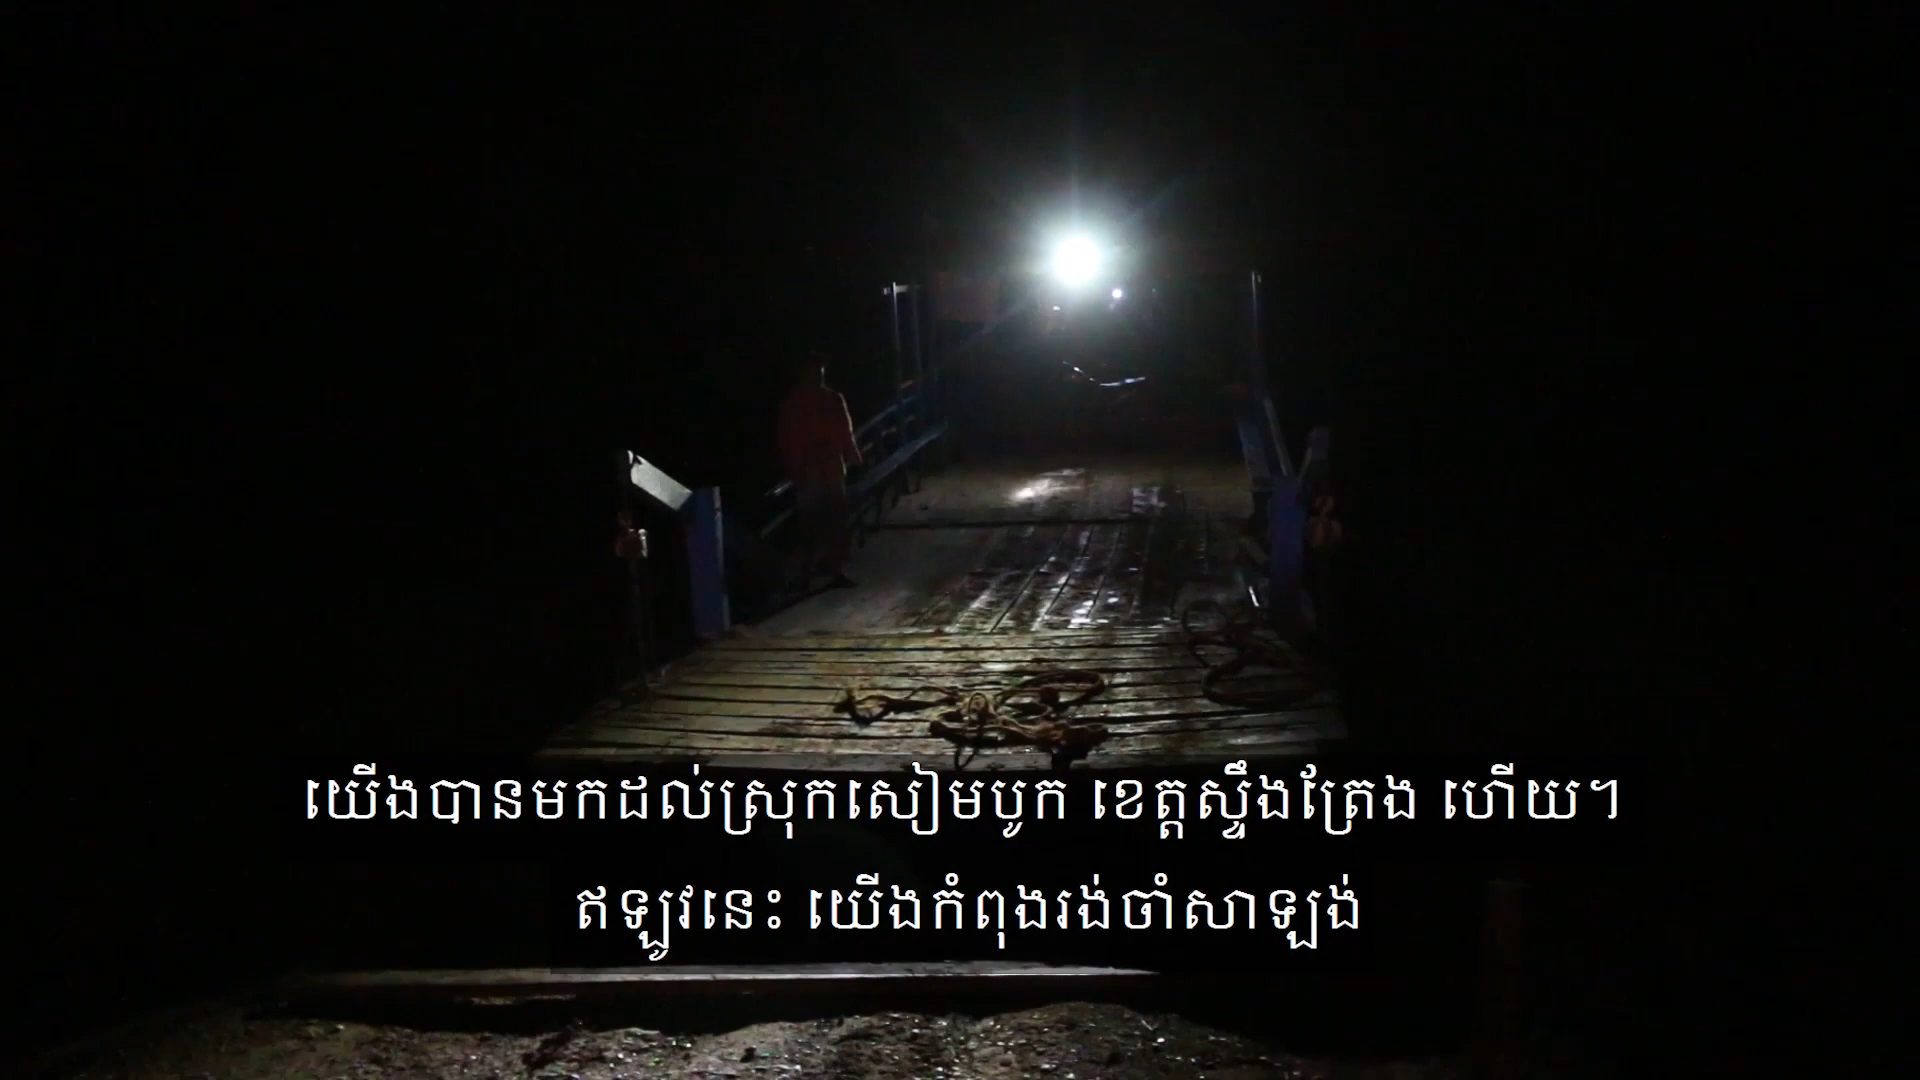 យើងបានមកដល់ស្រុកសៀមបូក ខេត្តស្ទឹងត្រែង ហើយ។
ឥឡូវនេះ យើងកំពុងរង់ចាំសាឡង់